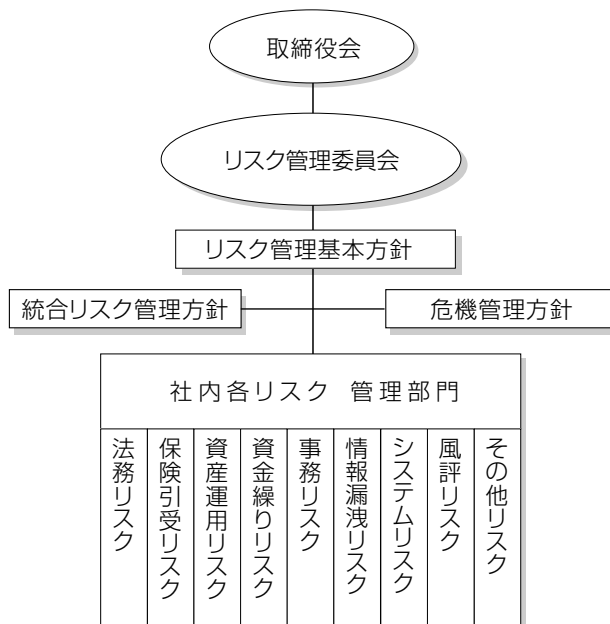 取締役会
リスク管理委員会
リスク管理基本方針
統合リスク管理方針
危機管理方針
社内各リスク 管理部門
法務リスク
保険引受リスク
資産運用リスク
資金繰りリスク
事務リスク
情報漏洩リスク
システムリスク
風評リスク
その他リスク